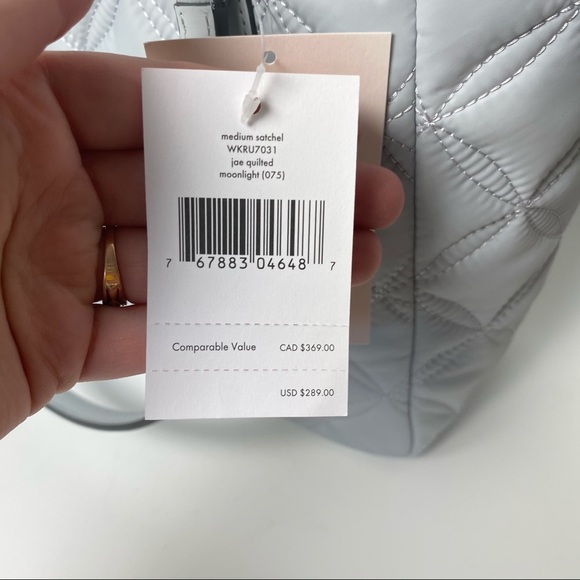 medium satchel
WKRU7031
jae quilted
moonlight (075)
7 67883 04648 7
Comparable Value CAD $369.00
USD $289.00